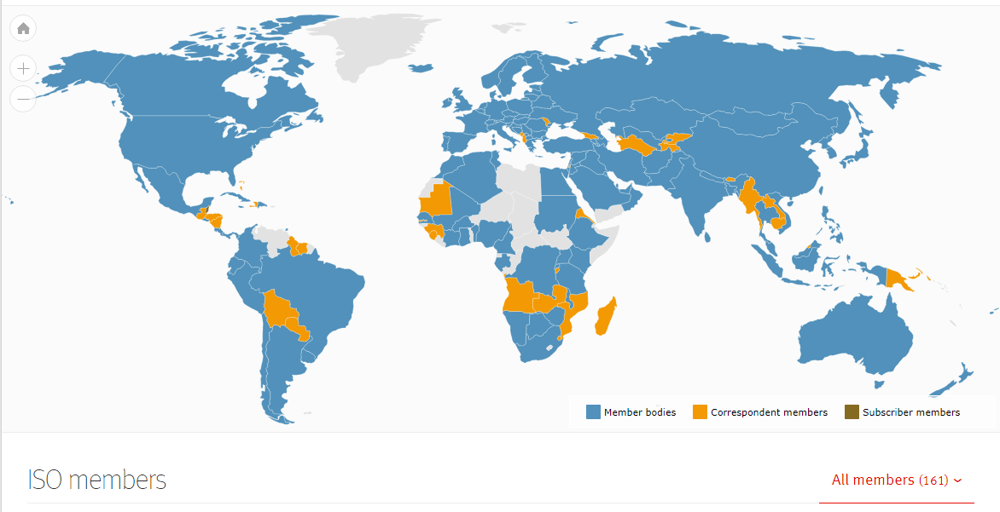 Member bodies
Correspondent members
Subscriber members
ISO members
All members (161)